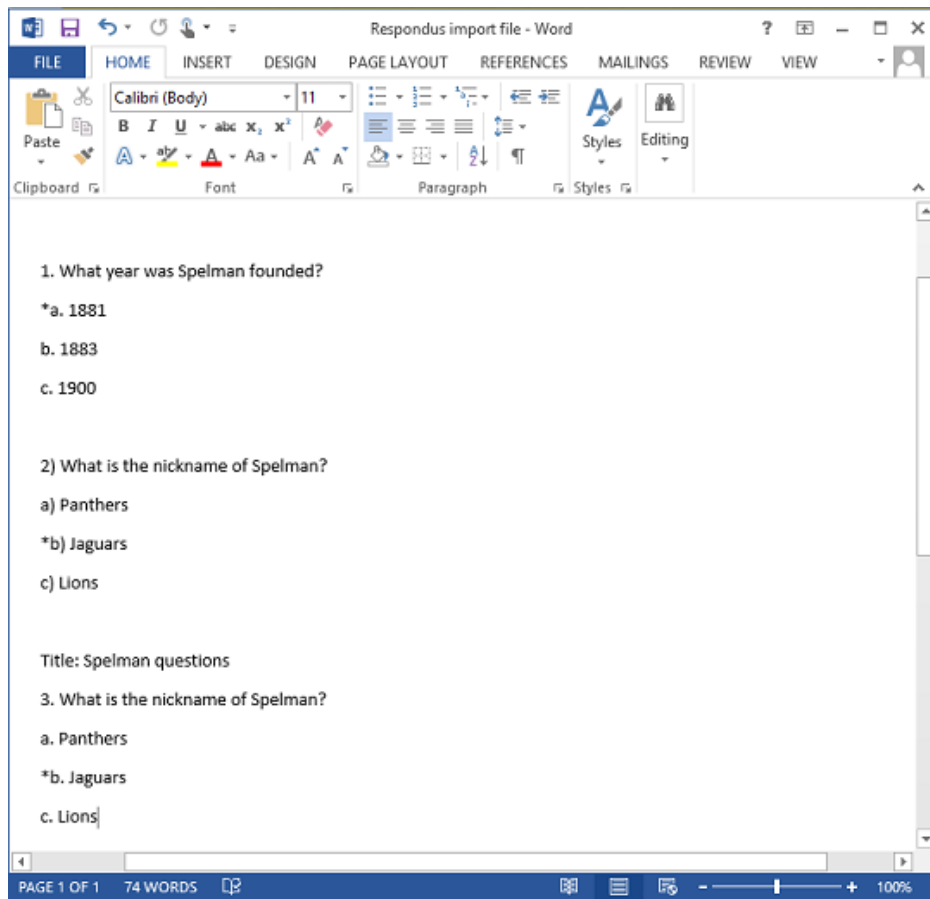 Respondus import file - Word
?
FILE HOME INSERT DESIGN PAGE LAYOUT REFERENCES MAILINGS REVIEW VIEW
Calibri (Body) 11
B I U abc x₂ x²
Paste
A aby A Aa A A
A Z
¶
Styles Editing
Clipboard Font Paragraph Styles
1. What year was Spelman founded?
*a. 1881
b. 1883
c. 1900
2) What is the nickname of Spelman?
a) Panthers
*b) Jaguars
c) Lions
Title: Spelman questions
3. What is the nickname of Spelman?
a. Panthers
*b. Jaguars
c. Lions
PAGE 1 OF 1 74 WORDS 100%